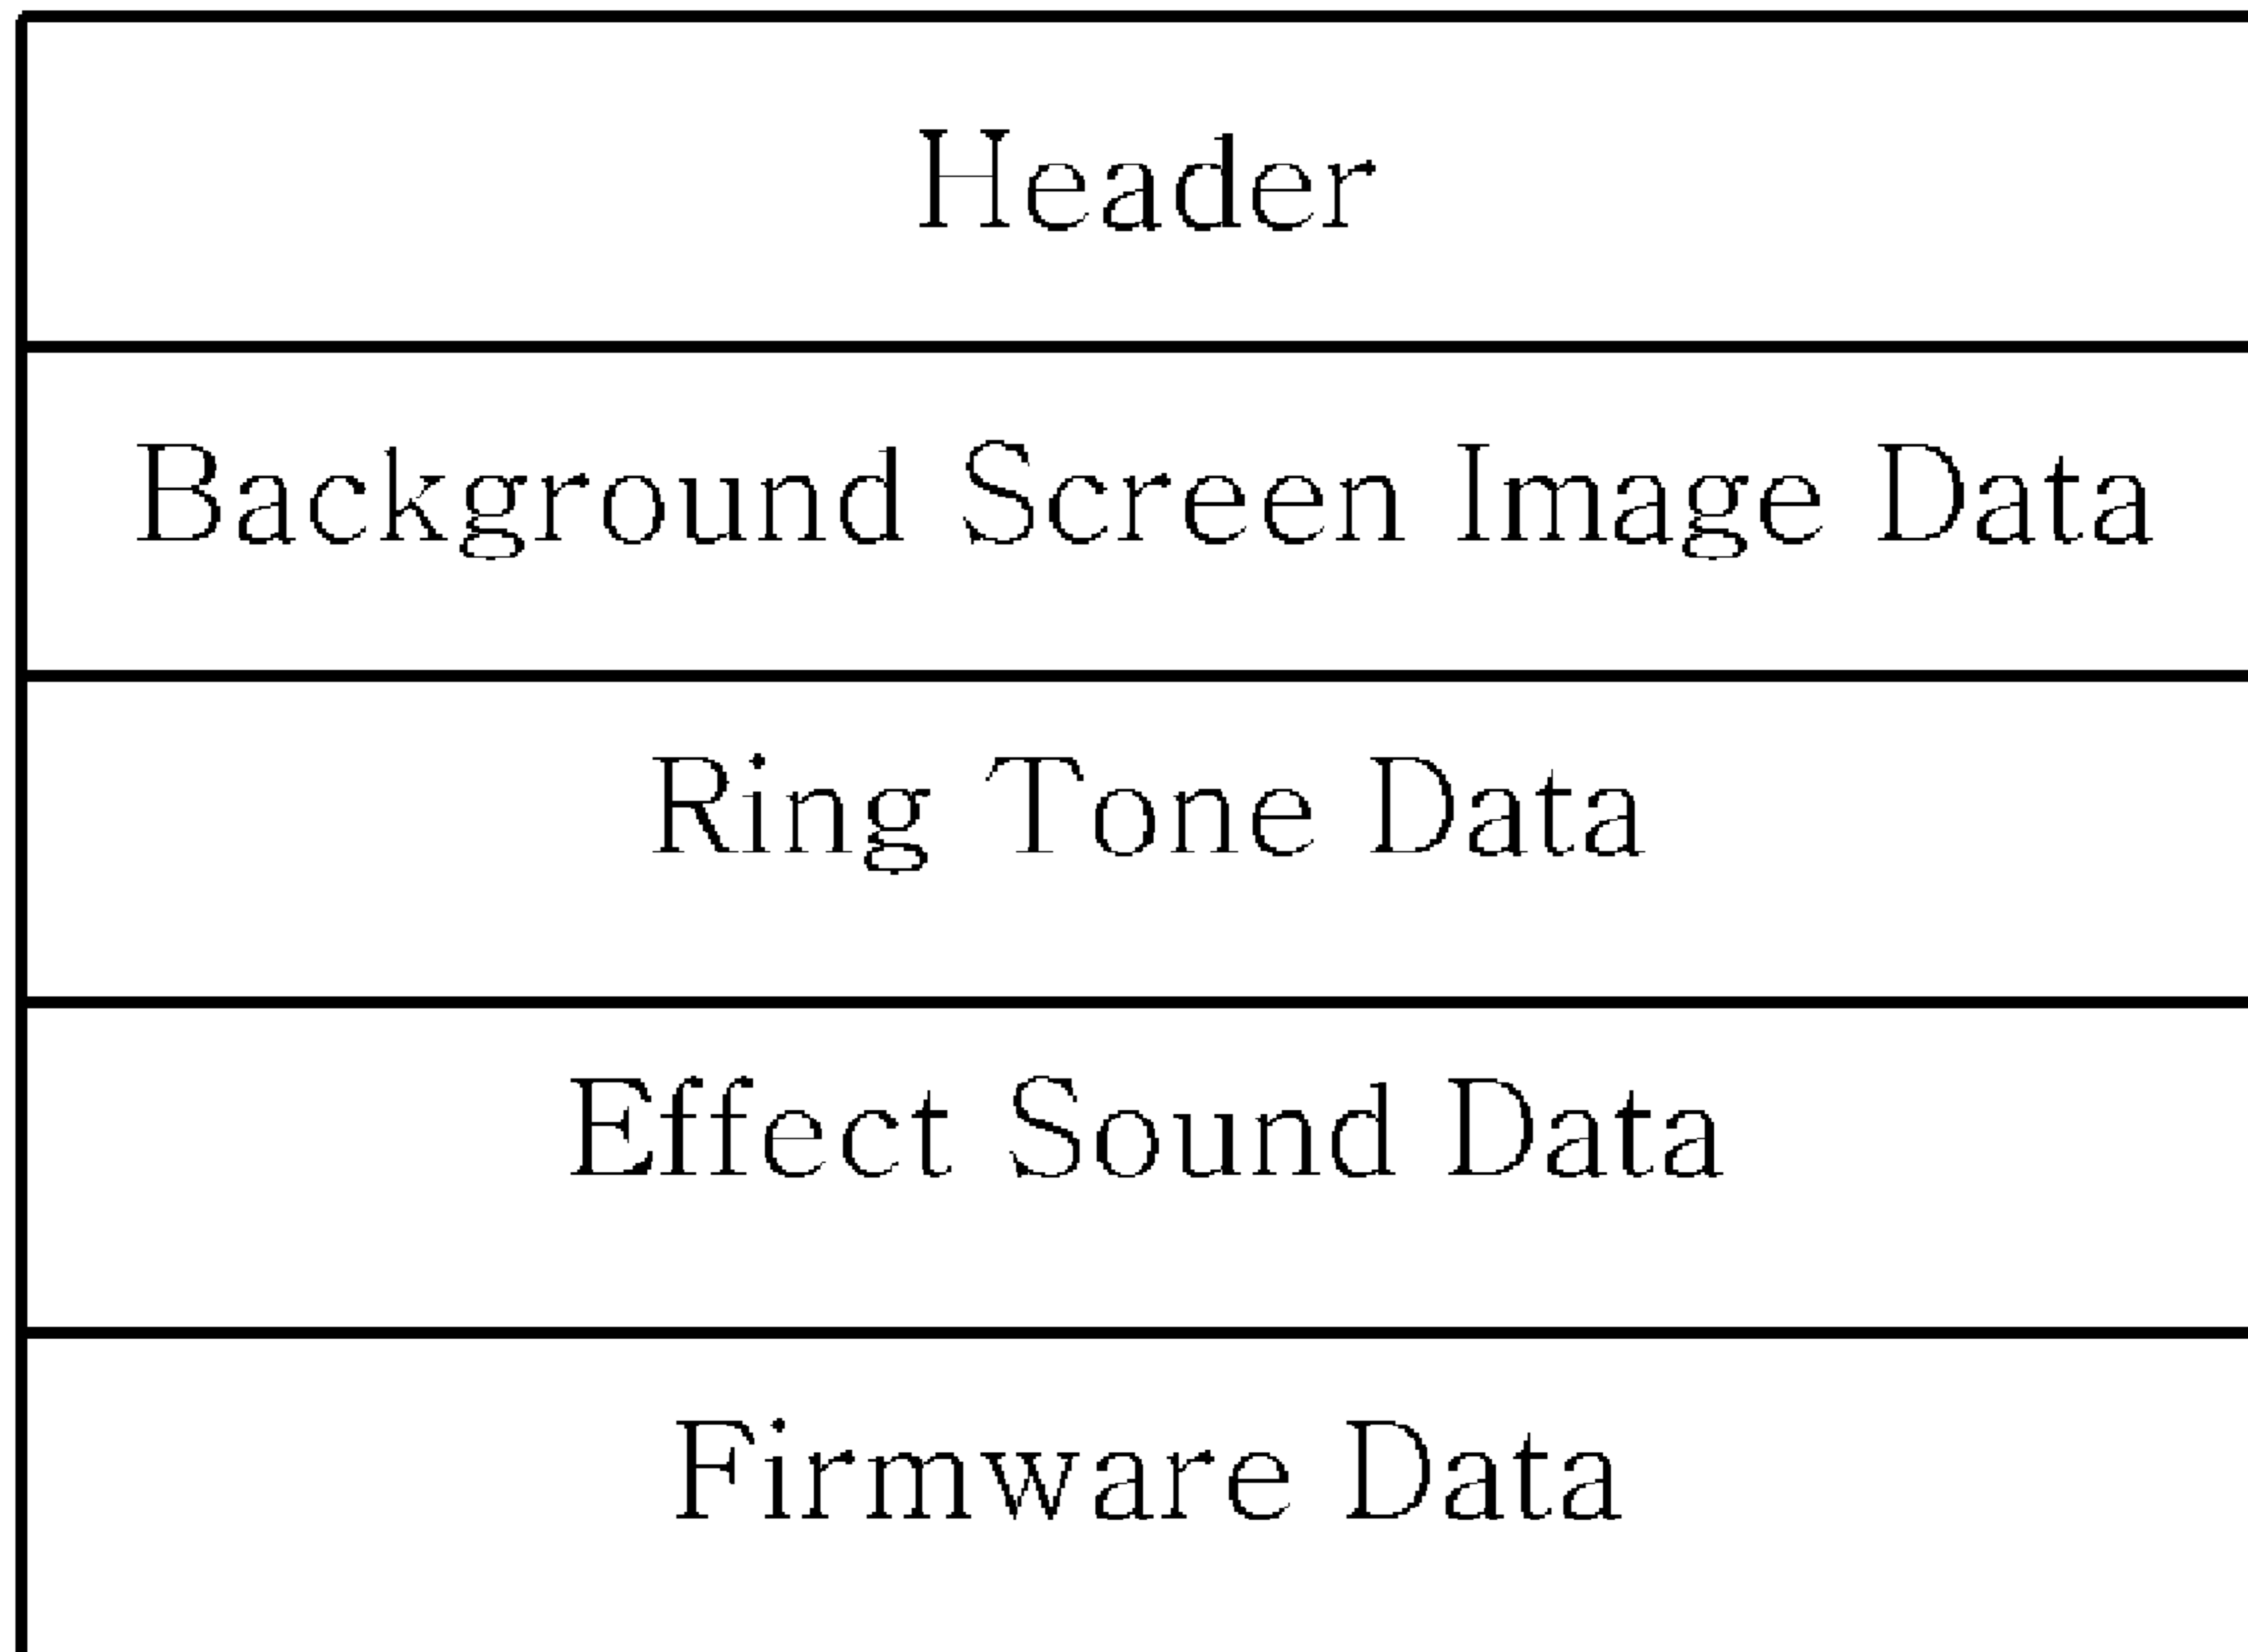 Header
Background Screen Image Data
Ring Tone Data
Effect Sound Data
Firmware Data